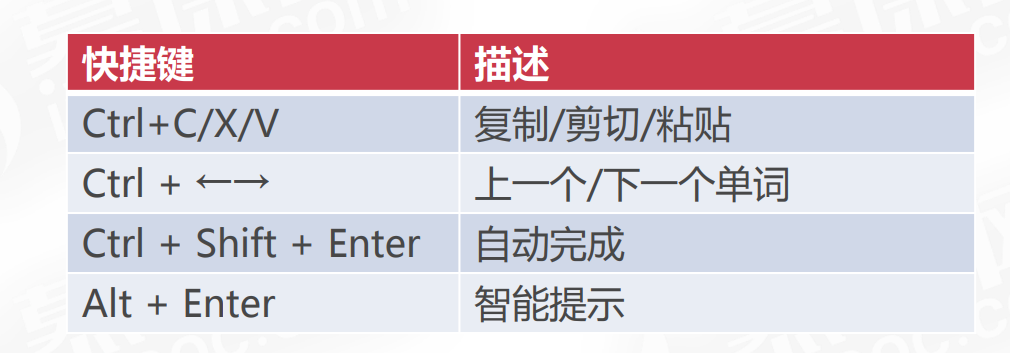 快捷键 描述
Ctrl+C/X/V 复制/剪切/粘贴
Ctrl + ←→ 上一个/下一个单词
Ctrl + Shift + Enter 自动完成
Alt + Enter 智能提示